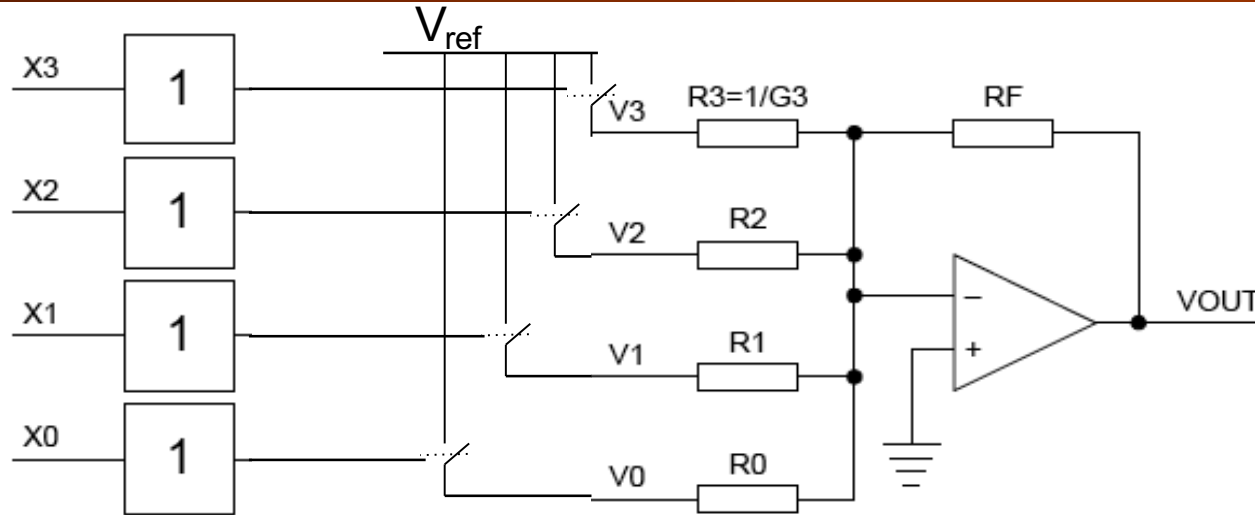 Vref
X3
1
V3
R3=1/G3
RF
X2
1
V2
R2
X1
1
V1
R1
−
+
VOUT
X0
1
V0
R0